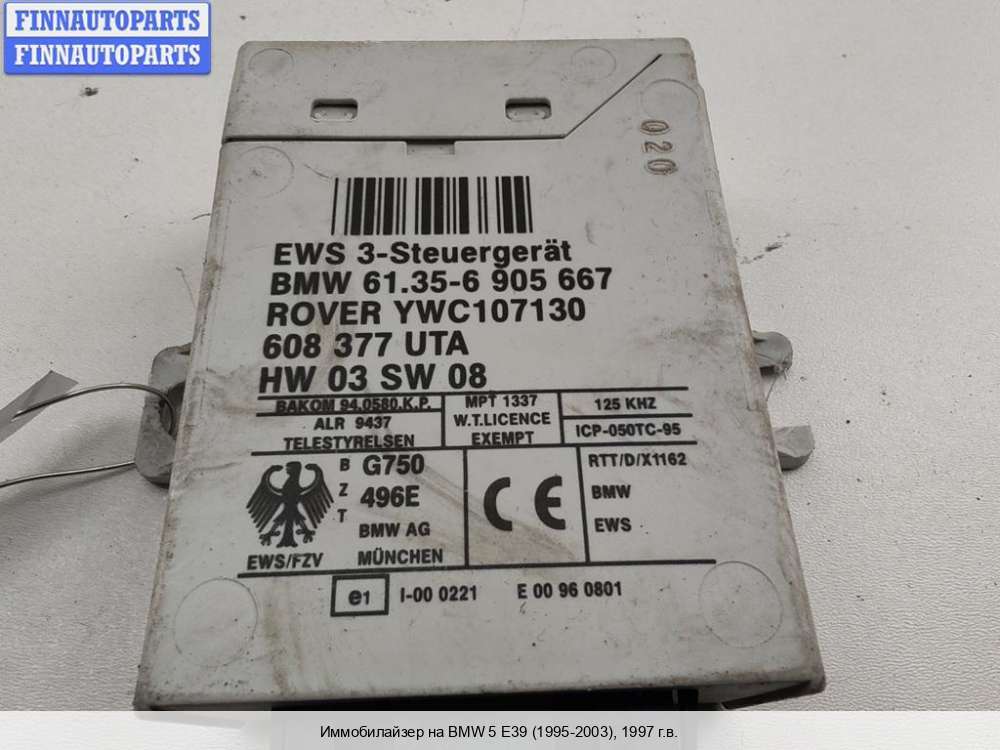 FINNAUTOPARTS
FINNAUTOPARTS
020
EWS 3-Steuergerät
BMW 61.35-6 905 667
ROVER YWC107130
608 377 UTA
HW 03 SW 08
BAKOM 94.0580.K.P.
ALR 9437
TELESTYRELSEN
MPT 1337
W.T.LICENCE
EXEMPT
125 KHZ
ICP-050TC-95
B G750
Z 496E
T BMW AG
EWS/FZV MÜNCHEN
CE
RTT/D/X1162
BMW
EWS
e1 I-00 0221 E 00 96 0801
Иммобилайзер на BMW 5 E39 (1995-2003), 1997 г.в.